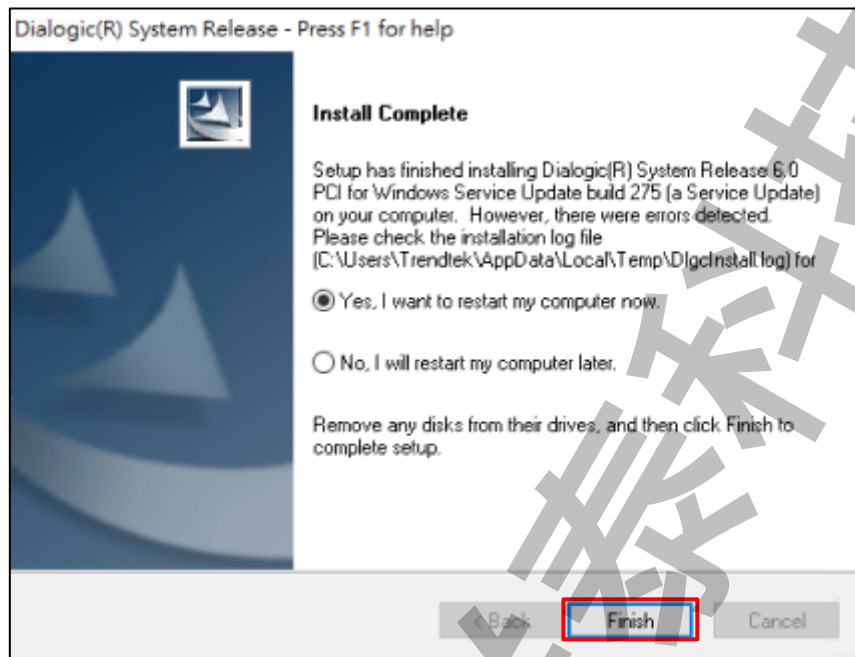 Dialogic(R) System Release - Press F1 for help
Install Complete
Setup has finished installing Dialogic(R) System Release 6.0
PCI for Windows Service Update build 275 (a Service Update)
on your computer. However, there were errors detected.
Please check the installation log file
(C:\Users\Trendtek\AppData\Local\Temp\DlgcInstall.log) for
Yes, I want to restart my computer now.
No, I will restart my computer later.
Remove any disks from their drives, and then click Finish to
complete setup.
< Back
Finish
Cancel
泰科技